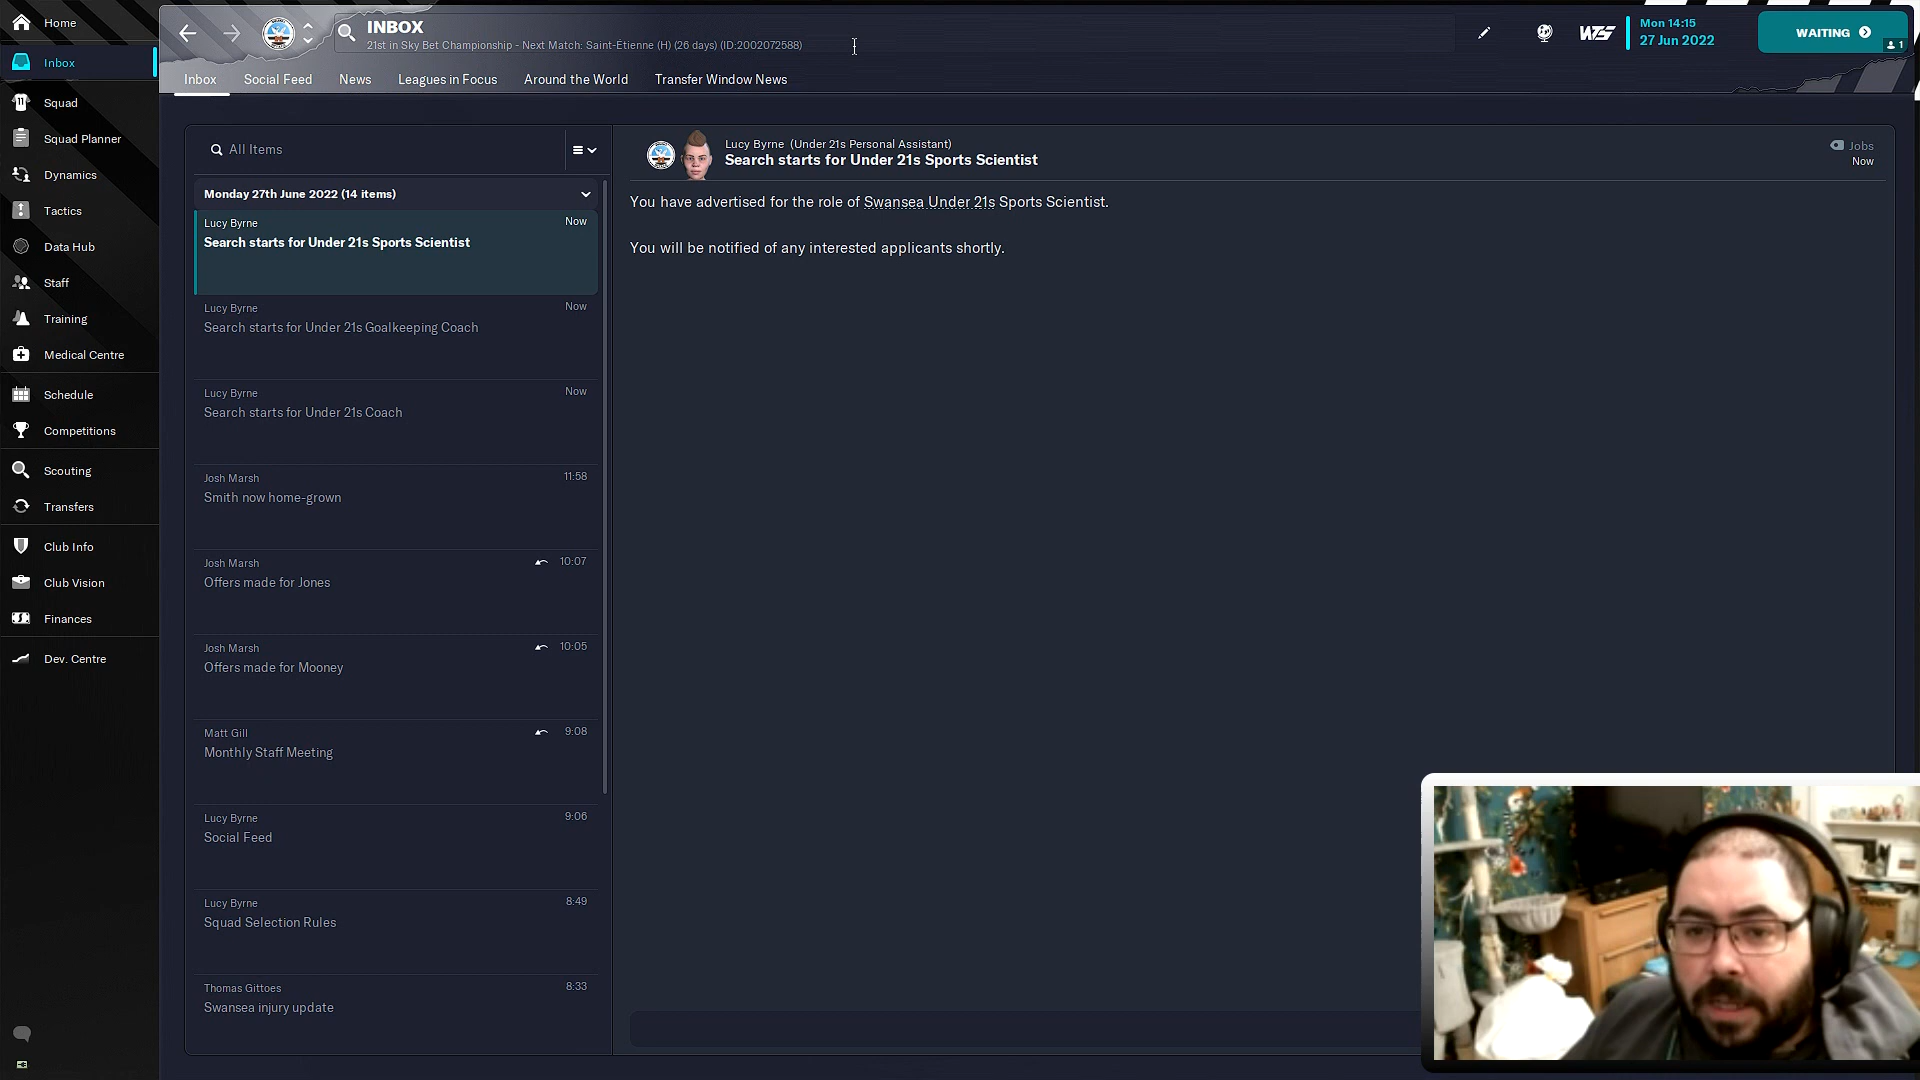 Home
Inbox
Squad
Squad Planner
Dynamics
Tactics
Data Hub
Staff
Training
Medical Centre
Schedule
Competitions
Scouting
Transfers
Club Info
Club Vision
Finances
Dev. Centre
INBOX
21st in Sky Bet Championship - Next Match: Saint-Étienne (H) (26 days) (ID:2002072588)
Mon 14:15
27 Jun 2022
WAITING
1
Inbox Social Feed News Leagues in Focus Around the World Transfer Window News
All Items
Monday 27th June 2022 (14 items)
Lucy Byrne Now
Search starts for Under 21s Sports Scientist
Lucy Byrne Now
Search starts for Under 21s Goalkeeping Coach
Lucy Byrne Now
Search starts for Under 21s Coach
Josh Marsh 11:58
Smith now home-grown
Josh Marsh 10:07
Offers made for Jones
Josh Marsh 10:05
Offers made for Mooney
Matt Gill 9:08
Monthly Staff Meeting
Lucy Byrne 9:06
Social Feed
Lucy Byrne 8:49
Squad Selection Rules
Thomas Gittoes 8:33
Swansea injury update
Lucy Byrne (Under 21s Personal Assistant)
Search starts for Under 21s Sports Scientist
Jobs
Now
You have advertised for the role of Swansea Under 21s Sports Scientist.
You will be notified of any interested applicants shortly.